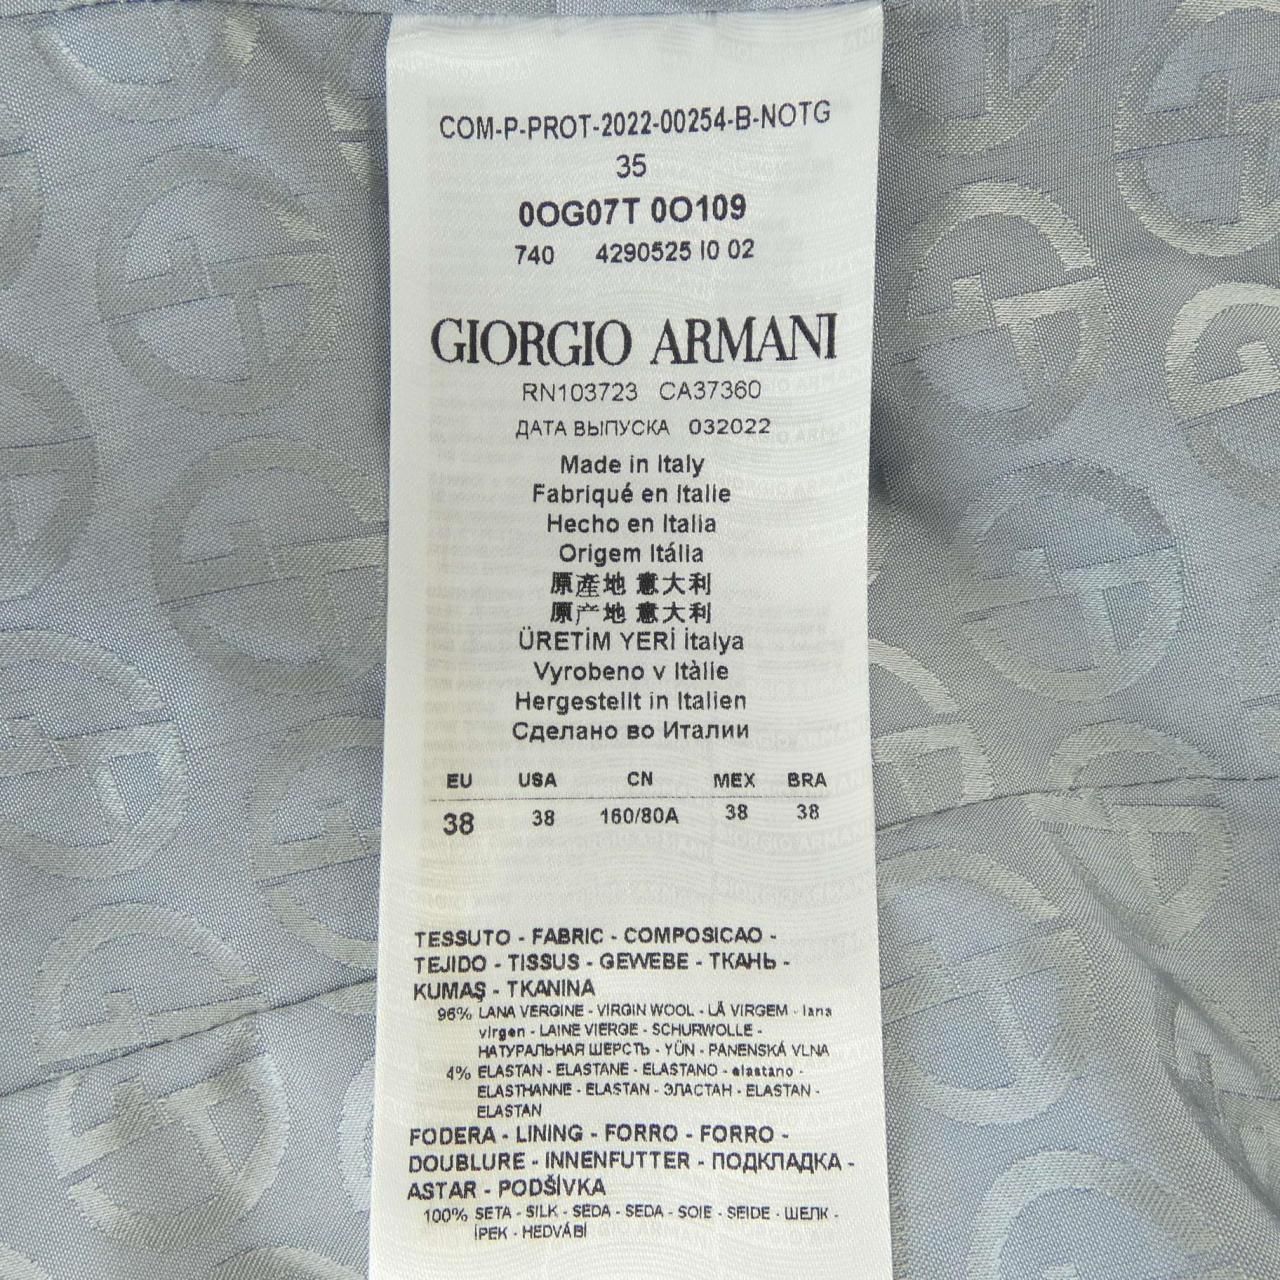 COM-P-PROT-2022-00254-B-NOTG
35
0OG07T 0O109
740 4290525 I0 02
GIORGIO ARMANI
RN103723 CA37360
ДАТА ВЫПУСКА 032022
Made in Italy
Fabriqué en Italie
Hecho en Italia
Origem Itália
原產地 意大利
原产地 意大利
ÜRETİM YERİ İtalya
Vyrobeno v Itàlie
Hergestellt in Italien
Сделано во Италии
EU USA CN MEX BRA
38 38 160/80A 38 38
TESSUTO - FABRIC - COMPOSICAO -
TEJIDO - TISSUS - GEWEBE - ТКАНЬ -
KUMAŞ - TKANINA
96% LANA VERGINE - VIRGIN WOOL - LÃ VIRGEM - lana
virgen - LAINE VIERGE - SCHURWOLLE -
НАТУРАЛЬНАЯ ШЕРСТЬ - YÜN - PANENSKÁ VLNA
4% ELASTAN - ELASTANE - ELASTANO - elastano -
ELASTHANNE - ELASTAN - ЭЛАСТАН - ELASTAN -
ELASTAN
FODERA - LINING - FORRO - FORRO -
DOUBLURE - INNENFUTTER - ПОДКЛАДКА -
ASTAR - PODŠÍVKA
100% SETA - SILK - SEDA - SEDA - SOIE - SEIDE - ШЕЛК -
İPEK - HEDVÁBÍ